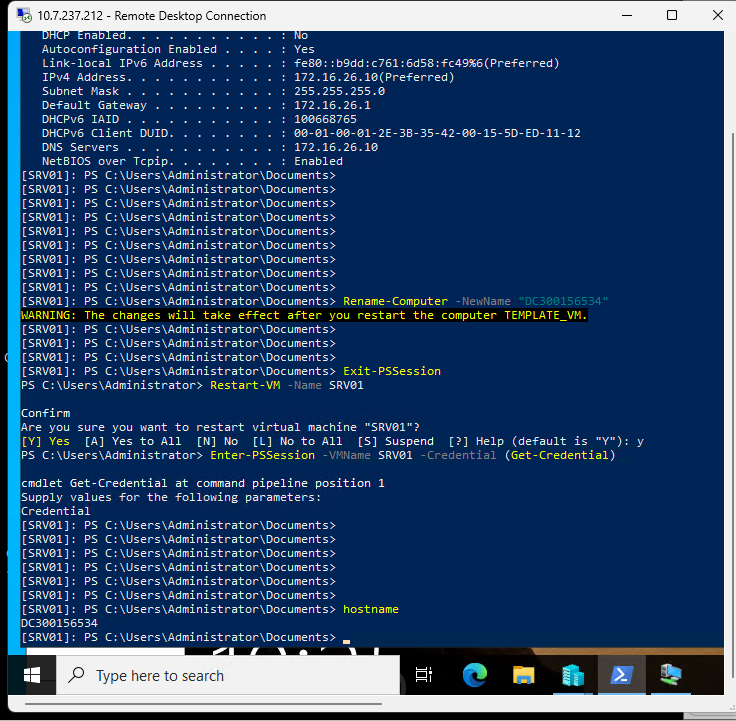 10.7.237.212 - Remote Desktop Connection
DHCP Enabled. . . . . . . . . . . : No
Autoconfiguration Enabled . . . . : Yes
Link-local IPv6 Address . . . . . : fe80::b9dd:c761:6d58:fc49%6(Preferred)
IPv4 Address. . . . . . . . . . . : 172.16.26.10(Preferred)
Subnet Mask . . . . . . . . . . . : 255.255.255.0
Default Gateway . . . . . . . . . : 172.16.26.1
DHCPv6 IAID . . . . . . . . . . . : 100668765
DHCPv6 Client DUID. . . . . . . . : 00-01-00-01-2E-3B-35-42-00-15-5D-ED-11-12
DNS Servers . . . . . . . . . . . : 172.16.26.10
NetBIOS over Tcpip. . . . . . . . : Enabled
[SRV01]: PS C:\Users\Administrator\Documents>
[SRV01]: PS C:\Users\Administrator\Documents>
[SRV01]: PS C:\Users\Administrator\Documents>
[SRV01]: PS C:\Users\Administrator\Documents>
[SRV01]: PS C:\Users\Administrator\Documents>
[SRV01]: PS C:\Users\Administrator\Documents>
[SRV01]: PS C:\Users\Administrator\Documents>
[SRV01]: PS C:\Users\Administrator\Documents>
[SRV01]: PS C:\Users\Administrator\Documents>
[SRV01]: PS C:\Users\Administrator\Documents> Rename-Computer -NewName "DC300156534"
WARNING: The changes will take effect after you restart the computer TEMPLATE_VM.
[SRV01]: PS C:\Users\Administrator\Documents>
[SRV01]: PS C:\Users\Administrator\Documents>
[SRV01]: PS C:\Users\Administrator\Documents>
[SRV01]: PS C:\Users\Administrator\Documents> Exit-PSSession
PS C:\Users\Administrator> Restart-VM -Name SRV01
Confirm
Are you sure you want to restart virtual machine "SRV01"?
[Y] Yes  [A] Yes to All  [N] No  [L] No to All  [S] Suspend  [?] Help (default is "Y"): y
PS C:\Users\Administrator> Enter-PSSession -VMName SRV01 -Credential (Get-Credential)
cmdlet Get-Credential at command pipeline position 1
Supply values for the following parameters:
Credential
[SRV01]: PS C:\Users\Administrator\Documents>
[SRV01]: PS C:\Users\Administrator\Documents>
[SRV01]: PS C:\Users\Administrator\Documents>
[SRV01]: PS C:\Users\Administrator\Documents>
[SRV01]: PS C:\Users\Administrator\Documents>
[SRV01]: PS C:\Users\Administrator\Documents>
[SRV01]: PS C:\Users\Administrator\Documents> hostname
DC300156534
[SRV01]: PS C:\Users\Administrator\Documents>
Type here to search